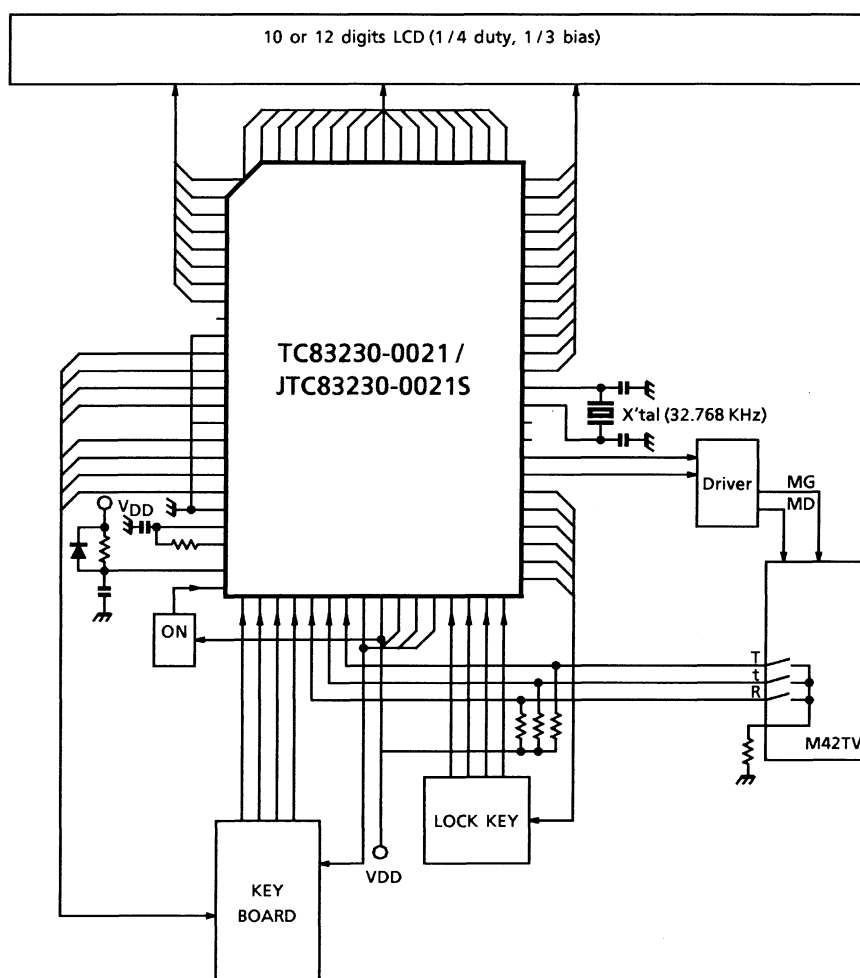 10 or 12 digits LCD (1/4 duty, 1/3 bias)
TC83230-0021 /
JTC83230-0021S
X'tal (32.768 KHz)
Driver
MG
MD
VDD
ON
T
t
R
M42TV
LOCK KEY
VDD
KEY
BOARD